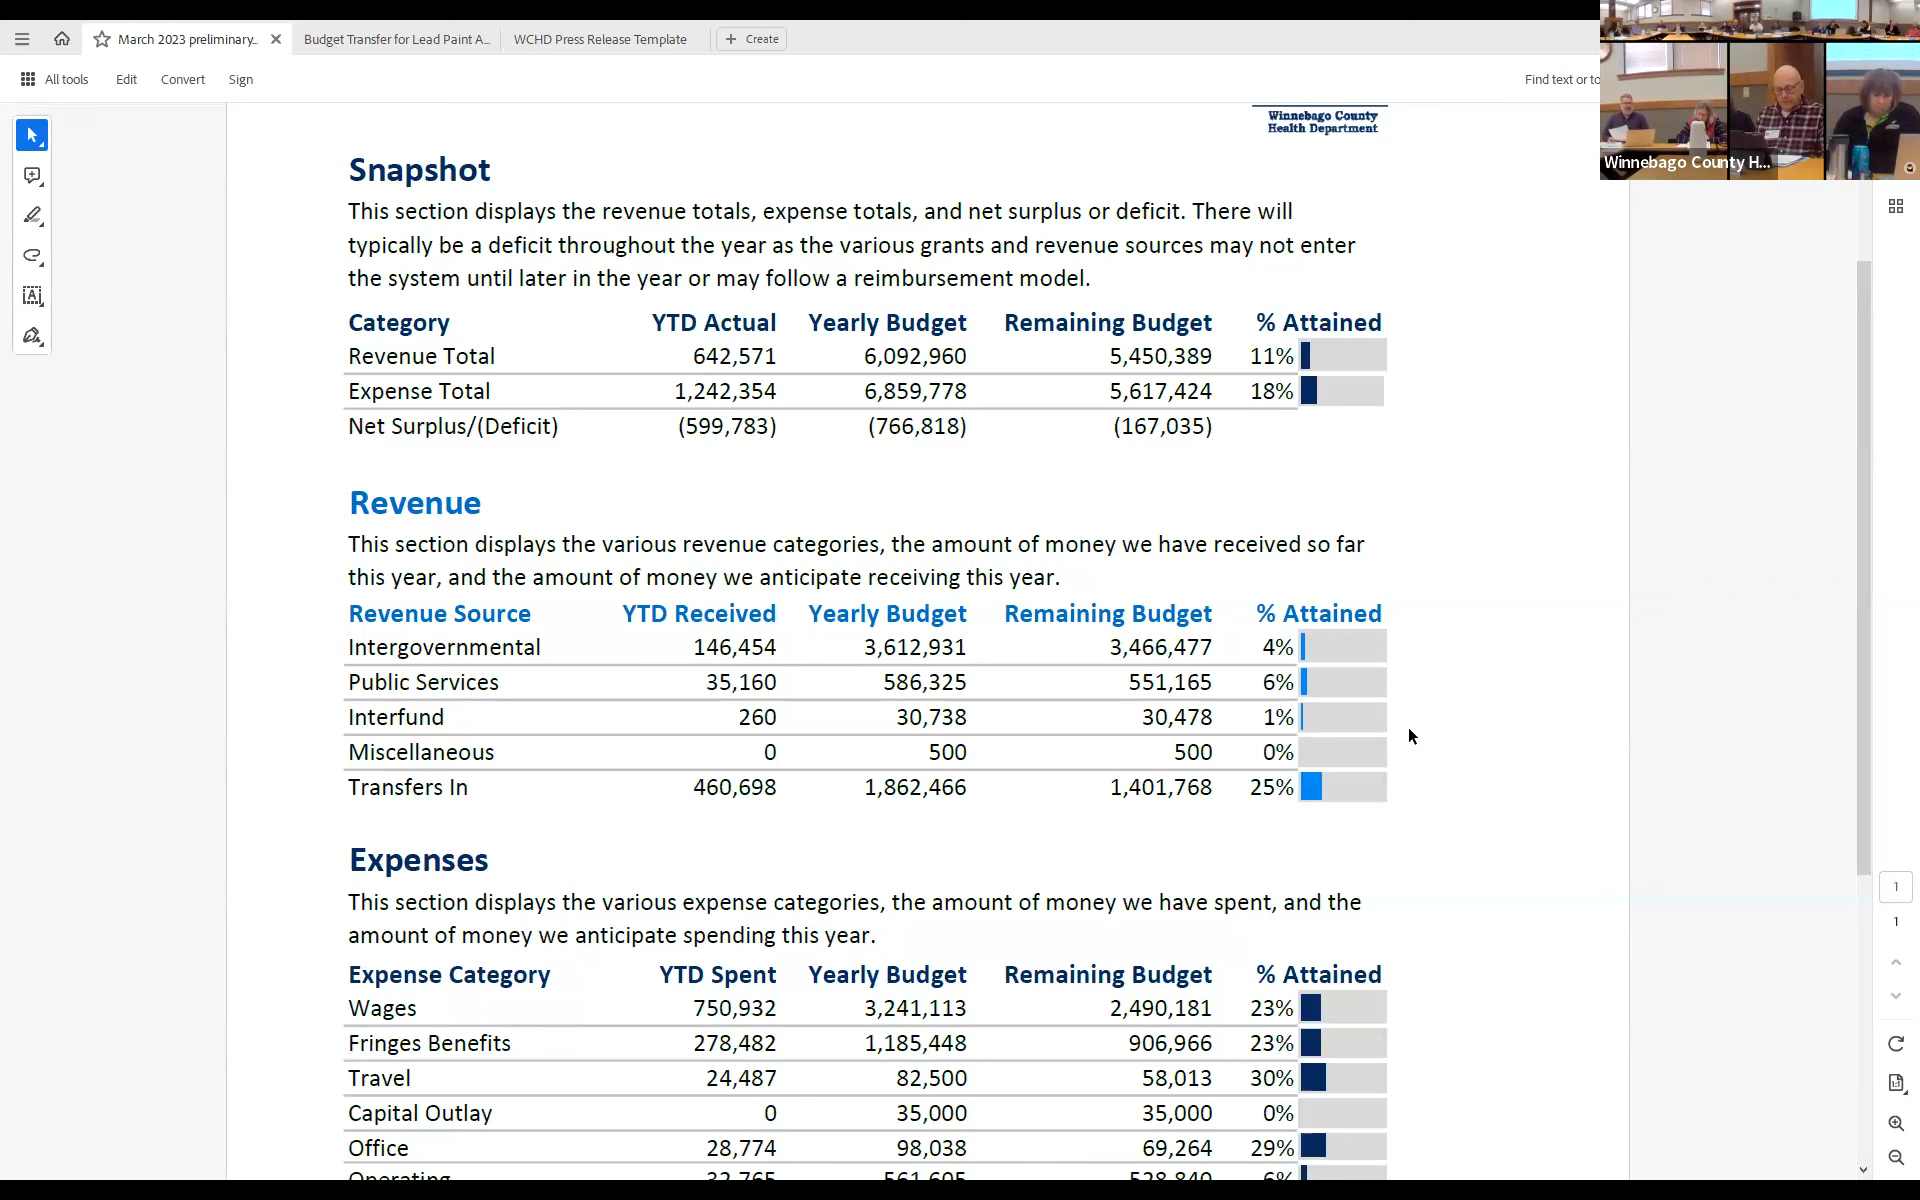 March 2023 preliminary...
Budget Transfer for Lead Paint A...
WCHD Press Release Template
Create
All tools
Edit
Convert
Sign
Find text or to
Winnebago County H...
Winnebago County
Health Department
Snapshot
This section displays the revenue totals, expense totals, and net surplus or deficit. There will
typically be a deficit throughout the year as the various grants and revenue sources may not enter
the system until later in the year or may follow a reimbursement model.
Category YTD Actual Yearly Budget Remaining Budget % Attained
Revenue Total 642,571 6,092,960 5,450,389 11%
Expense Total 1,242,354 6,859,778 5,617,424 18%
Net Surplus/(Deficit) (599,783) (766,818) (167,035)
Revenue
This section displays the various revenue categories, the amount of money we have received so far
this year, and the amount of money we anticipate receiving this year.
Revenue Source YTD Received Yearly Budget Remaining Budget % Attained
Intergovernmental 146,454 3,612,931 3,466,477 4%
Public Services 35,160 586,325 551,165 6%
Interfund 260 30,738 30,478 1%
Miscellaneous 0 500 500 0%
Transfers In 460,698 1,862,466 1,401,768 25%
Expenses
This section displays the various expense categories, the amount of money we have spent, and the
amount of money we anticipate spending this year.
Expense Category YTD Spent Yearly Budget Remaining Budget % Attained
Wages 750,932 3,241,113 2,490,181 23%
Fringes Benefits 278,482 1,185,448 906,966 23%
Travel 24,487 82,500 58,013 30%
Capital Outlay 0 35,000 35,000 0%
Office 28,774 98,038 69,264 29%
Operating 32,765 561,605 528,840 6%
1
1